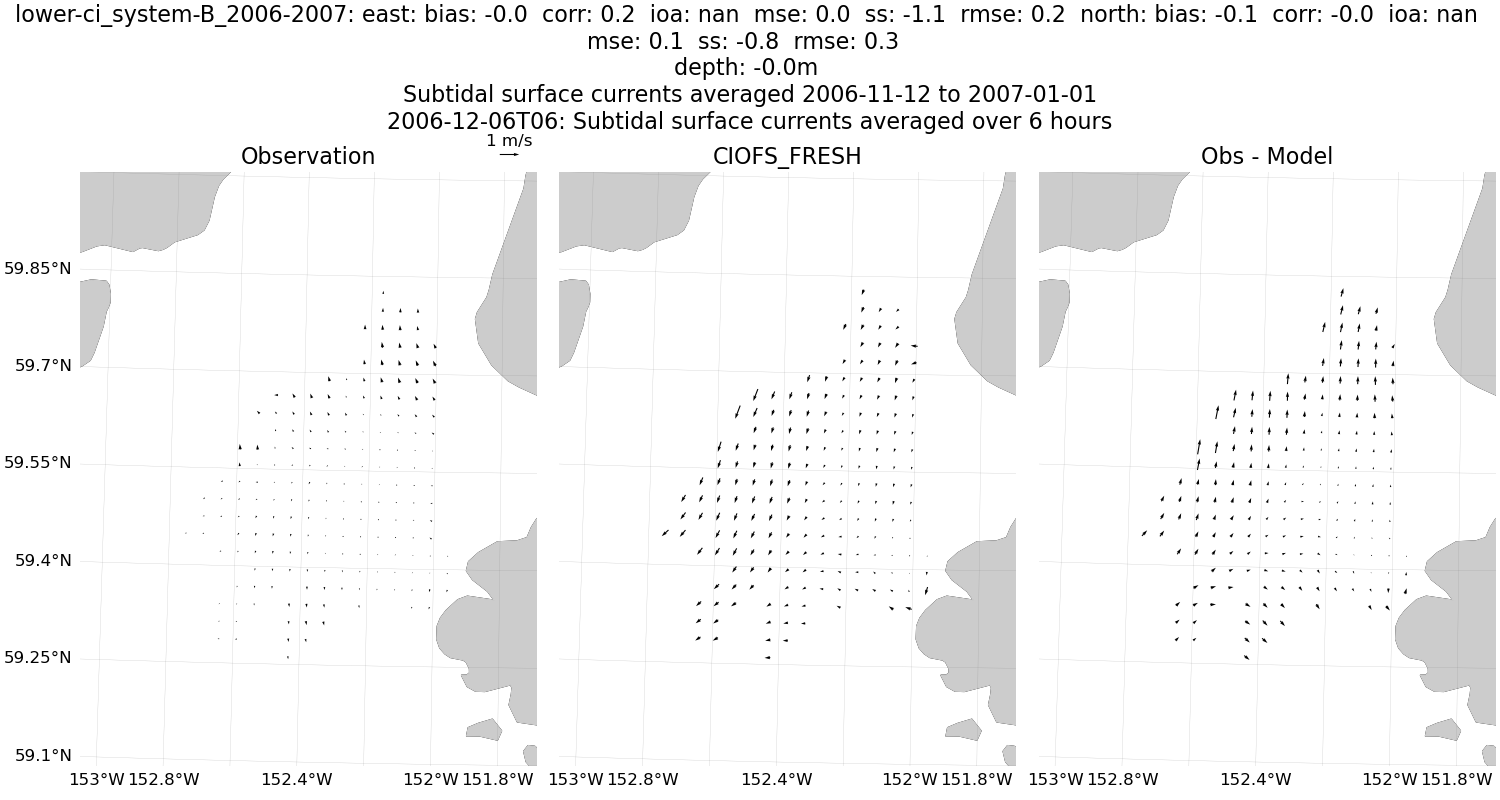 lower-ci_system-B_2006-2007: east: bias: -0.0  corr: 0.2  ioa: nan  mse: 0.0  ss: -1.1  rmse: 0.2  north: bias: -0.1  corr: -0.0  ioa: nan
mse: 0.1  ss: -0.8  rmse: 0.3
depth: -0.0m
Subtidal surface currents averaged 2006-11-12 to 2007-01-01
2006-12-06T06: Subtidal surface currents averaged over 6 hours
1 m/s
Observation
CIOFS_FRESH
Obs - Model
59.85°N
59.7°N
59.55°N
59.4°N
59.25°N
59.1°N
153°W 152.8°W 152.4°W 152°W 151.8°W
153°W 152.8°W 152.4°W 152°W 151.8°W
153°W 152.8°W 152.4°W 152°W 151.8°W